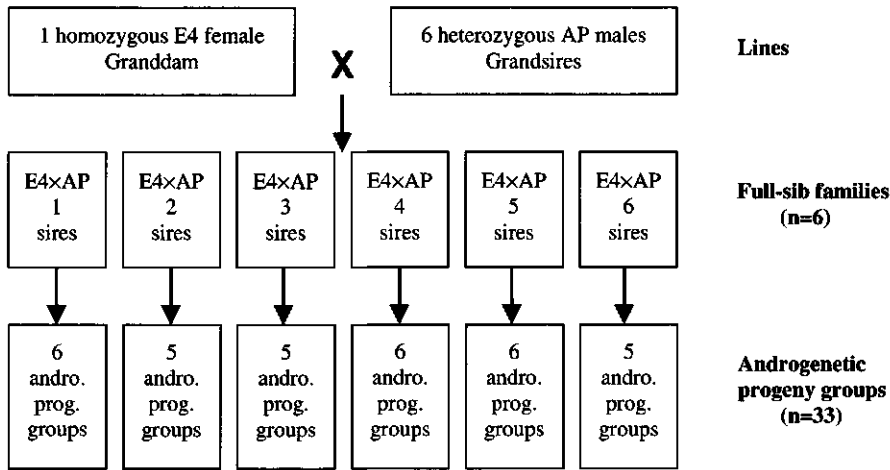 1 homozygous E4 female
Granddam
X
6 heterozygous AP males
Grandsires
Lines
E4×AP
1
sires
E4×AP
2
sires
E4×AP
3
sires
E4×AP
4
sires
E4×AP
5
sires
E4×AP
6
sires
Full-sib families
(n=6)
6
andro.
prog.
groups
5
andro.
prog.
groups
5
andro.
prog.
groups
6
andro.
prog.
groups
6
andro.
prog.
groups
5
andro.
prog.
groups
Androgenetic
progeny groups
(n=33)